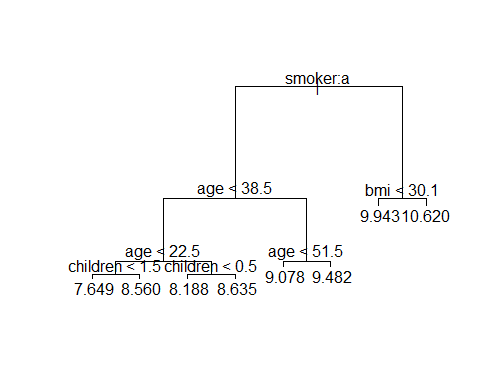 smoker:a
age < 38.5
bmi < 30.1
9.943 10.620
age < 22.5
age < 51.5
children < 1.5
children < 0.5
9.078 9.482
7.649 8.560 8.188 8.635